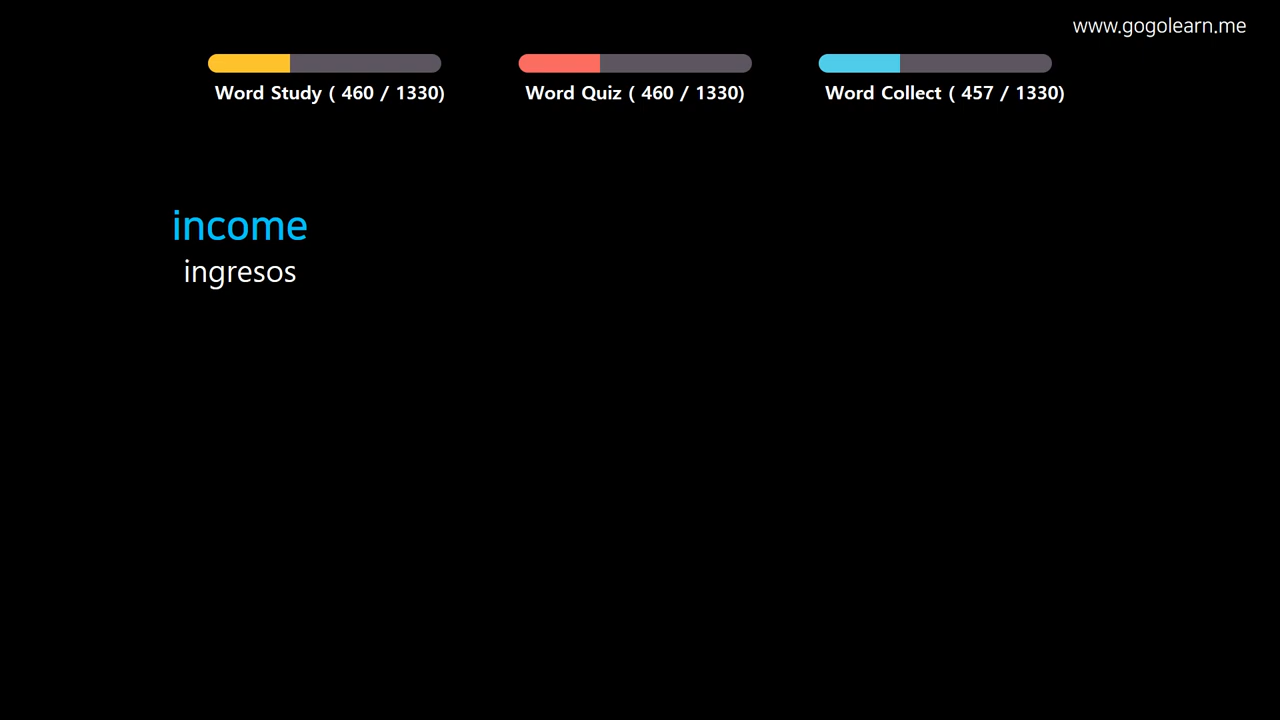 www.gogolearn.me
Word Study ( 460 / 1330)
Word Quiz ( 460 / 1330)
Word Collect ( 457 / 1330)
income
ingresos